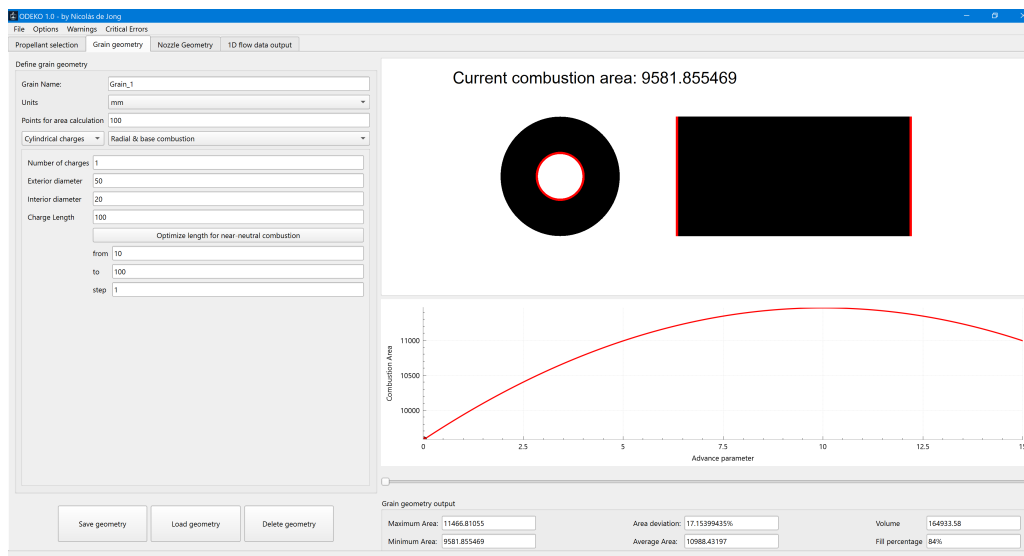 ODEKO 1.0 - by Nicolás de Jong
File Options Warnings Critical Errors
Propellant selection Grain geometry Nozzle Geometry 1D flow data output
Define grain geometry
Grain Name: Grain_1
Units mm
Points for area calculation 100
Cylindrical charges Radial & base combustion
Number of charges 1
Exterior diameter 50
Interior diameter 20
Charge Length 100
Optimize length for near-neutral combustion
from 10
to 100
step 1
Save geometry Load geometry Delete geometry
Current combustion area: 9581.855469
Combustion Area
11000
10500
10000
0 2.5 5 7.5 10 12.5 15
Advance parameter
Grain geometry output
Maximum Area: 11466.81055 Area deviation: 17.15399435% Volume 164933.58
Minimum Area: 9581.855469 Average Area: 10988.43197 Fill percentage 84%